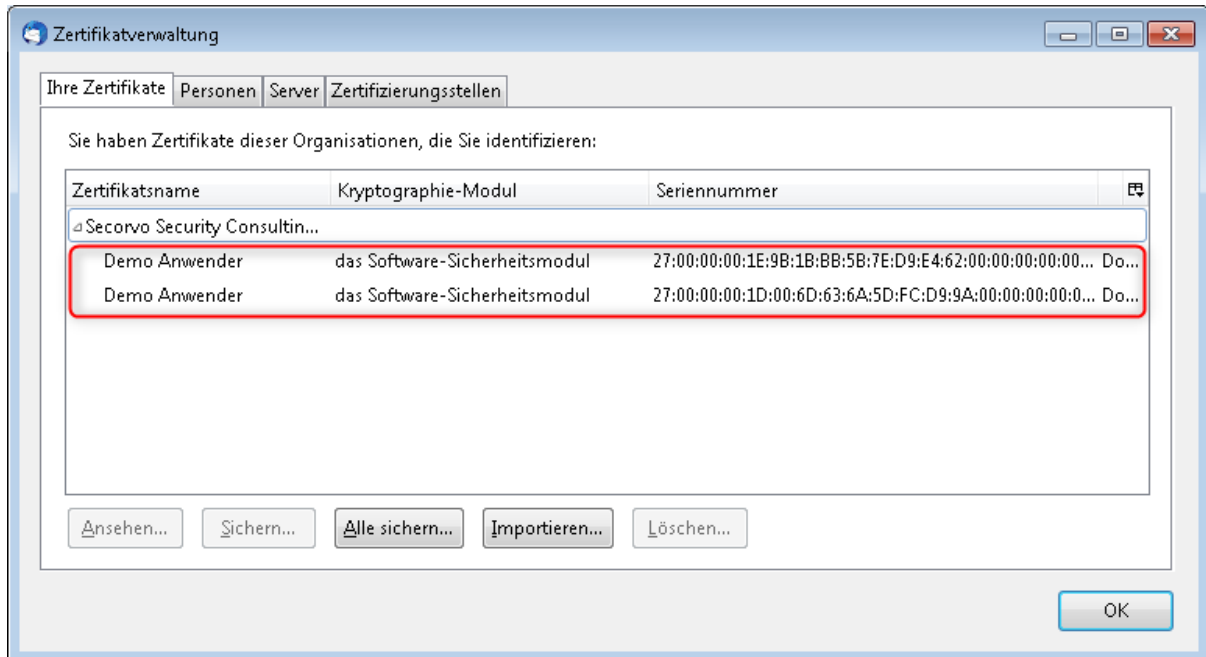 Zertifikatverwaltung
Ihre Zertifikate Personen Server Zertifizierungsstellen
Sie haben Zertifikate dieser Organisationen, die Sie identifizieren:
Zertifikatsname Kryptographie-Modul Seriennummer
Secorvo Security Consultin...
Demo Anwender das Software-Sicherheitsmodul 27:00:00:00:1E:9B:1B:BB:5B:7E:D9:E4:62:00:00:00:00:00... Do...
Demo Anwender das Software-Sicherheitsmodul 27:00:00:00:1D:00:6D:63:6A:5D:FC:D9:9A:00:00:00:00:0... Do...
Ansehen... Sichern... Alle sichern... Importieren... Löschen...
OK